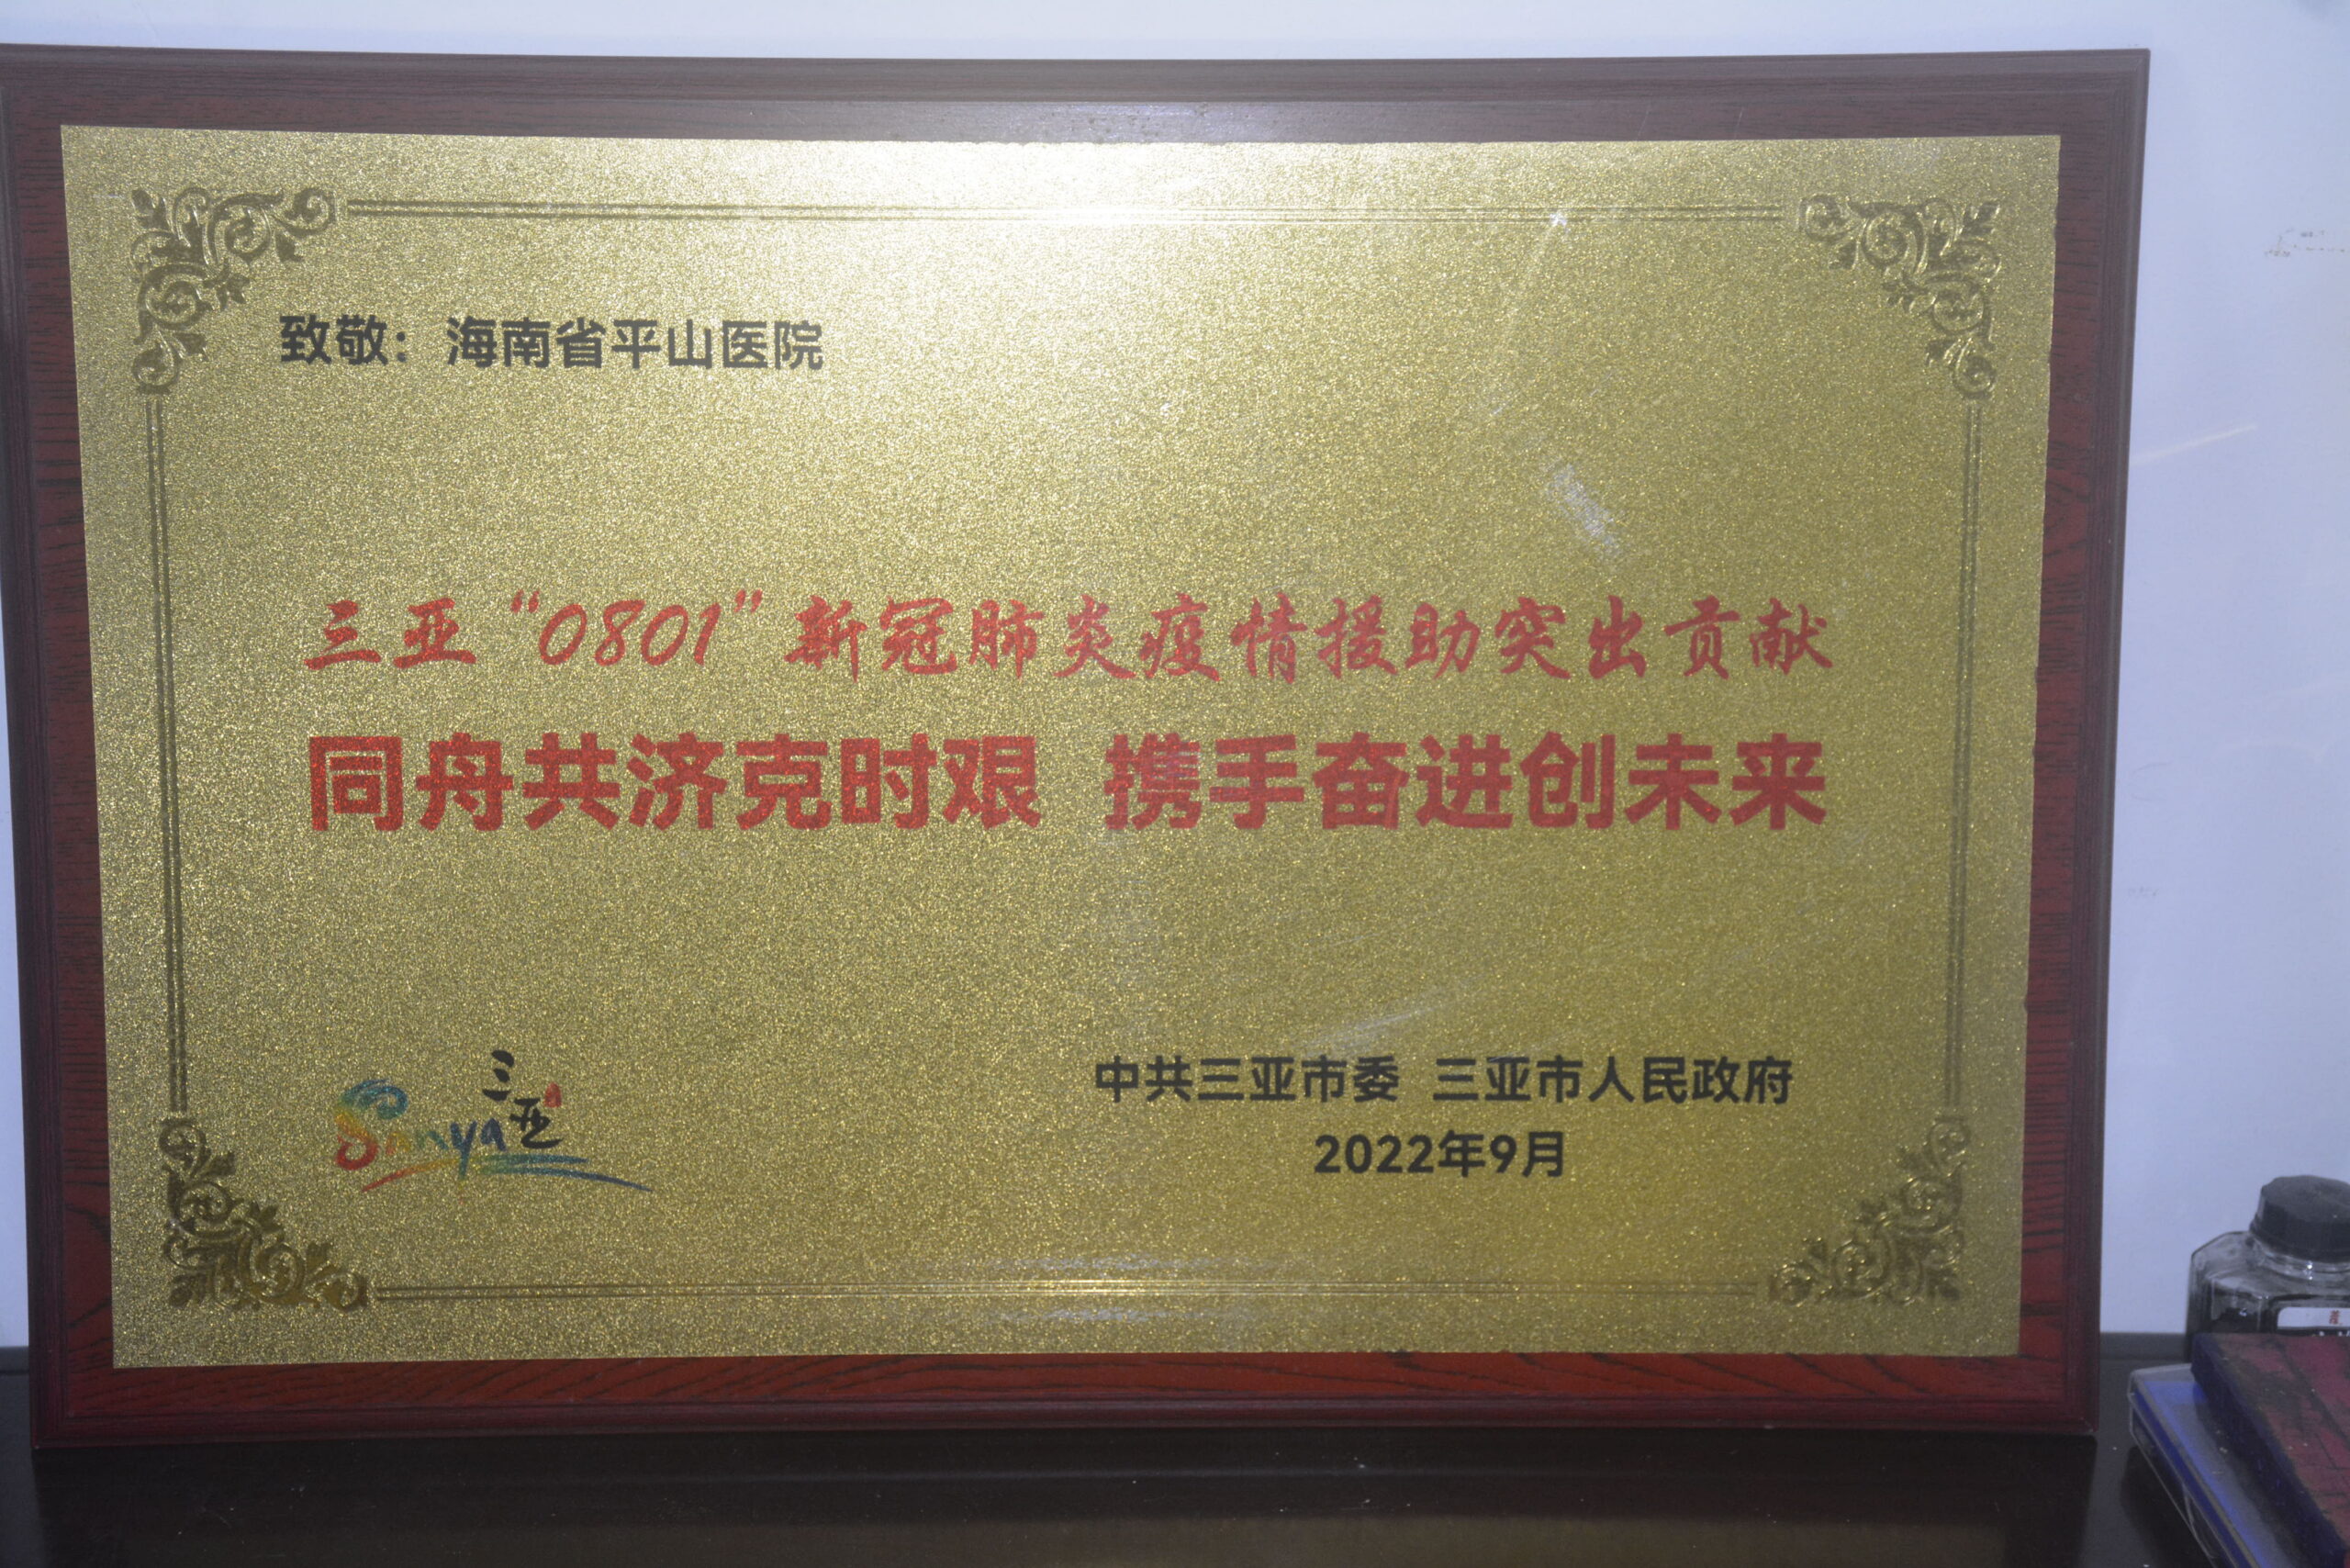 致敬：海南省平山医院
三亚“0801”新冠肺炎疫情援助突出贡献
同舟共济克时艰 携手奋进创未来
三亚
Sanya
中共三亚市委 三亚市人民政府
2022年9月